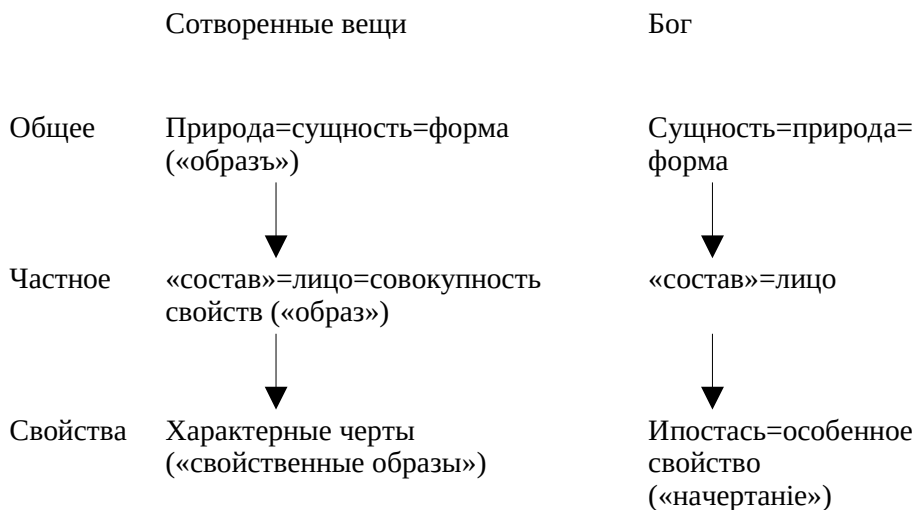 Сотворенные вещи Бог
Общее Природа=сущность=форма Сущность=природа=
(«образъ») форма
Частное «состав»=лицо=совокупность «состав»=лицо
свойств («образ»)
Свойства Характерные черты Ипостась=особенное
(«свойственные образы») свойство
(«начертаніе»)